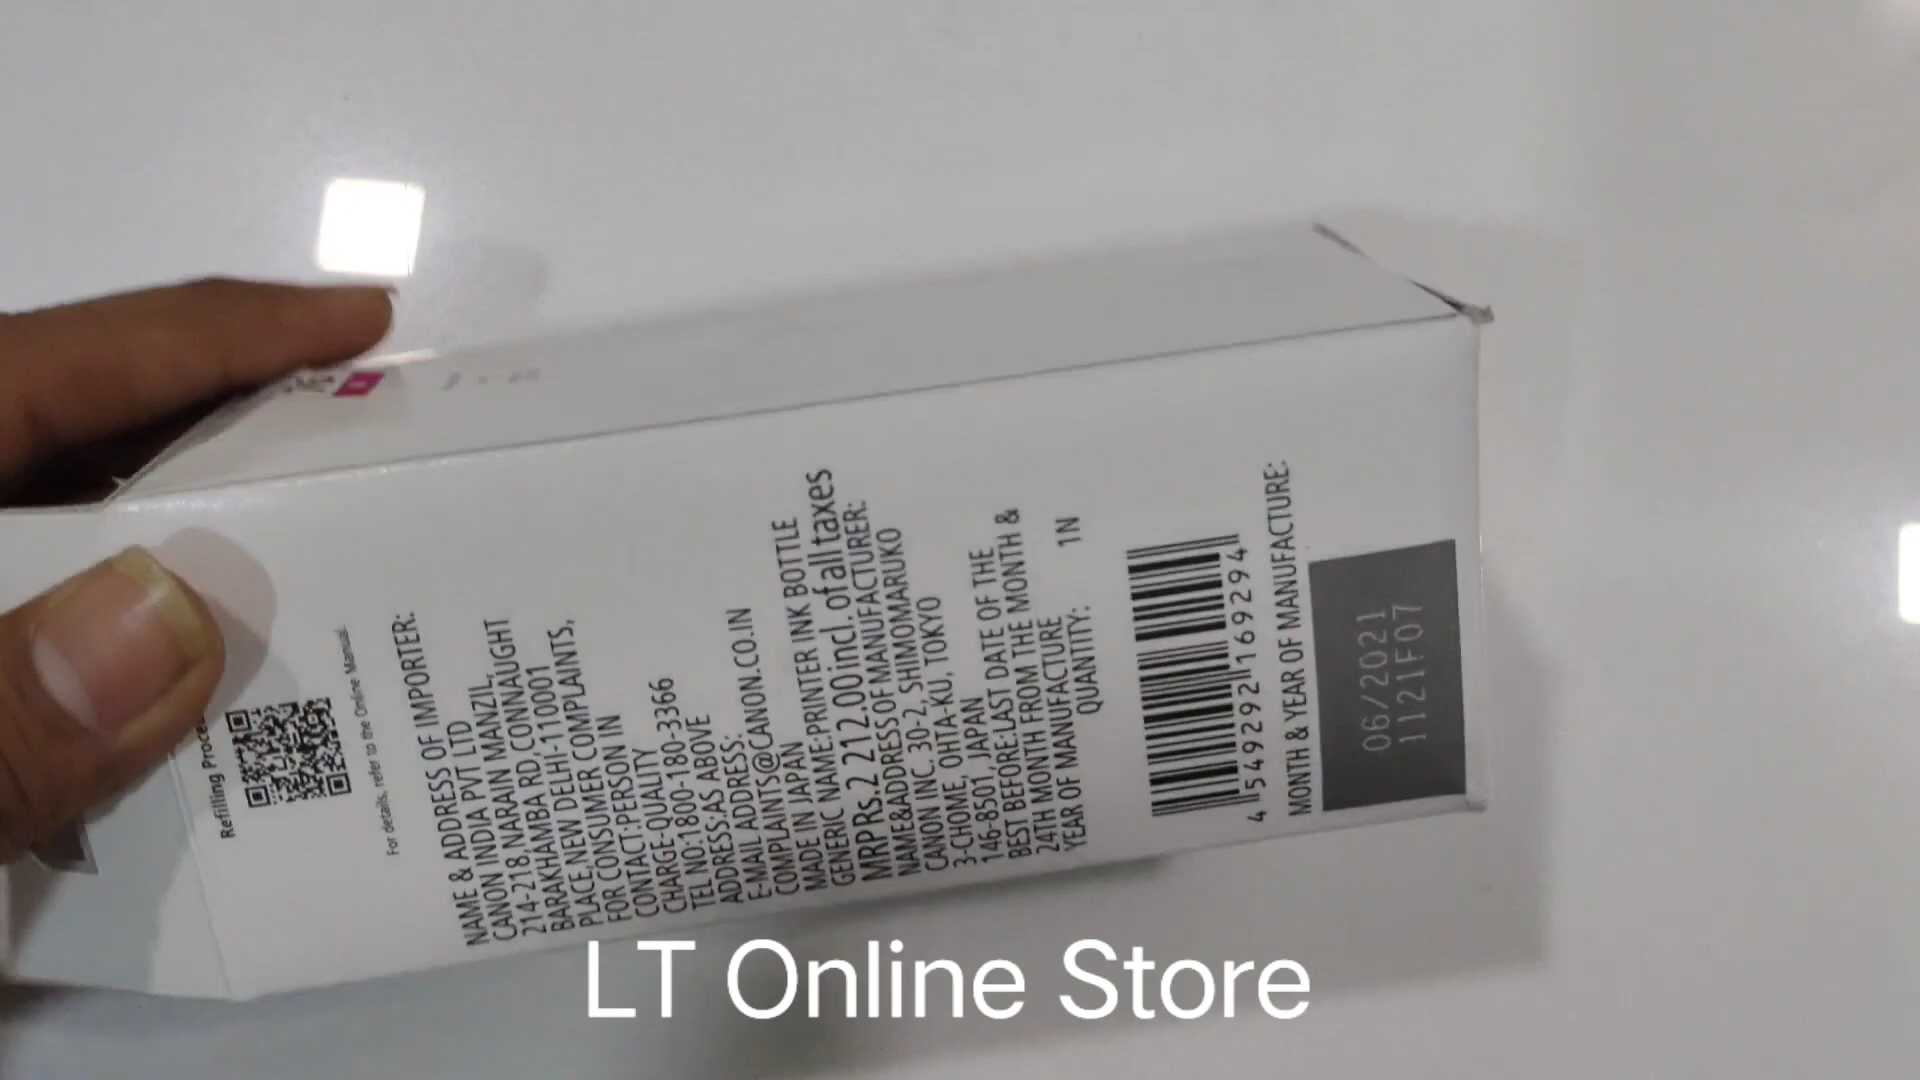 Refilling Proce
For details, refer to the Online Manual.
NAME & ADDRESS OF IMPORTER:
CANON INDIA PVT LTD
214-218,NARAIN MANZIL,
BARAKHAMBA RD,CONNAUGHT
PLACE,NEW DELHI-110001
FOR CONSUMER COMPLAINTS,
CONTACT:PERSON IN
CHARGE-QUALITY
TEL NO:1800-180-3366
ADDRESS:AS ABOVE
E-MAIL ADDRESS:
COMPLAINTS@CANON.CO.IN
MADE IN JAPAN
GENERIC NAME:PRINTER INK BOTTLE
MRP RS.2 212.00 incl. of all taxes
NAME&ADDRESS OF MANUFACTURER:
CANON INC. 30-2, SHIMOMARUKO
3-CHOME, OHTA-KU, TOKYO
146-8501, JAPAN
BEST BEFORE:LAST DATE OF THE
24TH MONTH FROM THE MONTH &
YEAR OF MANUFACTURE
QUANTITY: 1N
4 549292 169294
MONTH & YEAR OF MANUFACTURE:
06/2021
1121F07
LT Online Store